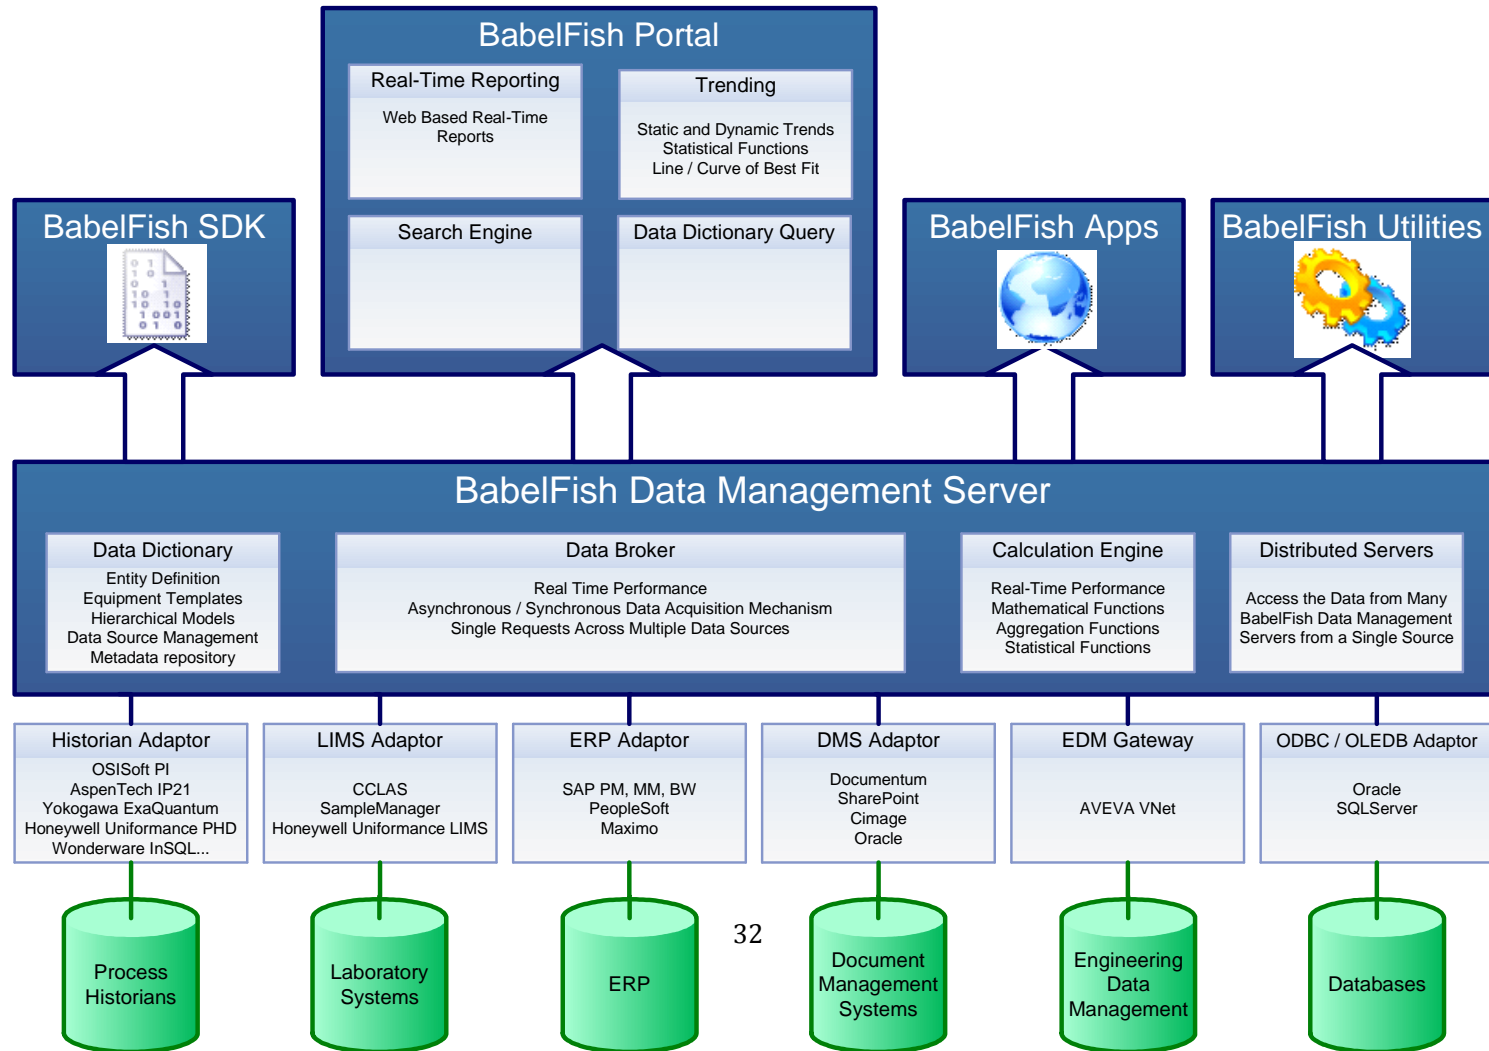 BabelFish Portal
Real-Time Reporting
Web Based Real-Time
Reports
Trending
Static and Dynamic Trends
Statistical Functions
Line / Curve of Best Fit
Search Engine
Data Dictionary Query
BabelFish SDK
BabelFish Apps
BabelFish Utilities
BabelFish Data Management Server
Data Dictionary
Entity Definition
Equipment Templates
Hierarchical Models
Data Source Management
Metadata repository
Data Broker
Real Time Performance
Asynchronous / Synchronous Data Acquisition Mechanism
Single Requests Across Multiple Data Sources
Calculation Engine
Real-Time Performance
Mathematical Functions
Aggregation Functions
Statistical Functions
Distributed Servers
Access the Data from Many
BabelFish Data Management
Servers from a Single Source
Historian Adaptor
OSISoft PI
AspenTech IP21
Yokogawa ExaQuantum
Honeywell Uniformance PHD
Wonderware InSQL...
LIMS Adaptor
CCLAS
SampleManager
Honeywell Uniformance LIMS
ERP Adaptor
SAP PM, MM, BW
PeopleSoft
Maximo
DMS Adaptor
Documentum
SharePoint
Cimage
Oracle
EDM Gateway
AVEVA VNet
ODBC / OLEDB Adaptor
Oracle
SQLServer
Process
Historians
Laboratory
Systems
ERP
32
Document
Management
Systems
Engineering
Data
Management
Databases